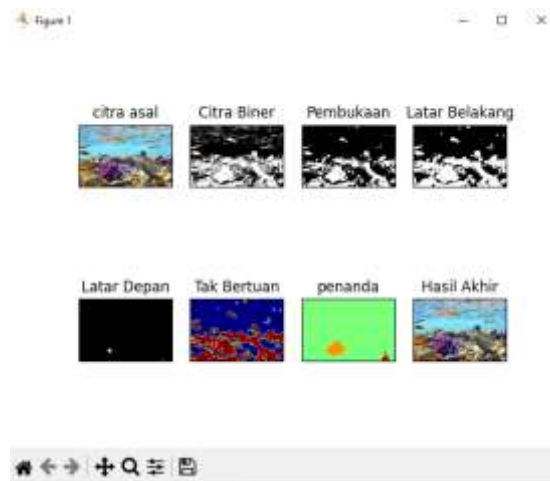 Figure 1
citra asal Citra Biner Pembukaan Latar Belakang
Latar Depan Tak Bertuan penanda Hasil Akhir